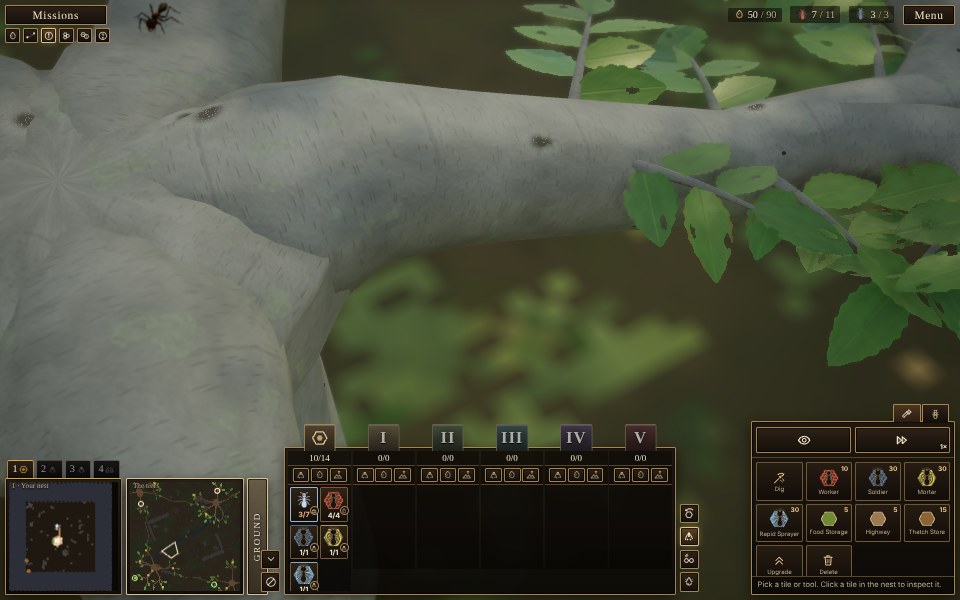 Missions
50 / 90
7 / 11
3 / 3
Menu
1
2
3
4
1 - Your nest
The tree
GROUND
I
II
III
IV
V
10/14
0/0
0/0
0/0
0/0
0/0
3/7
4/4
1/1
1/1
1/1
1x
Dig
10
Worker
30
Soldier
30
Mortar
30
Rapid Sprayer
5
Food Storage
5
Highway
15
Thatch Store
Upgrade
Delete
Pick a tile or tool. Click a tile in the nest to inspect it.